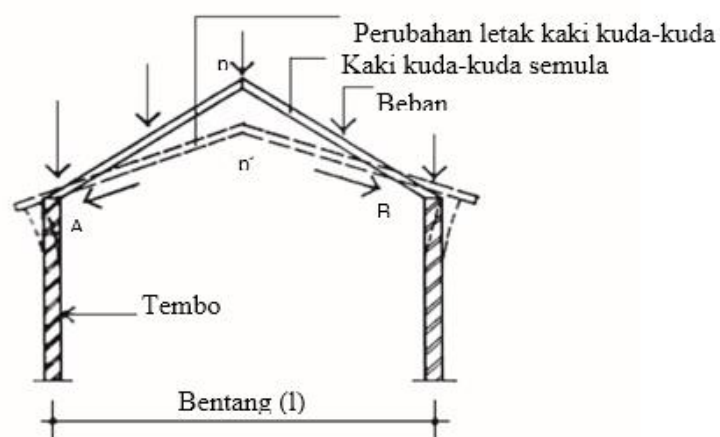 Perubahan letak kaki kuda-kuda
n
Kaki kuda-kuda semula
Beban
n'
A
B
Tembo
Bentang (l)